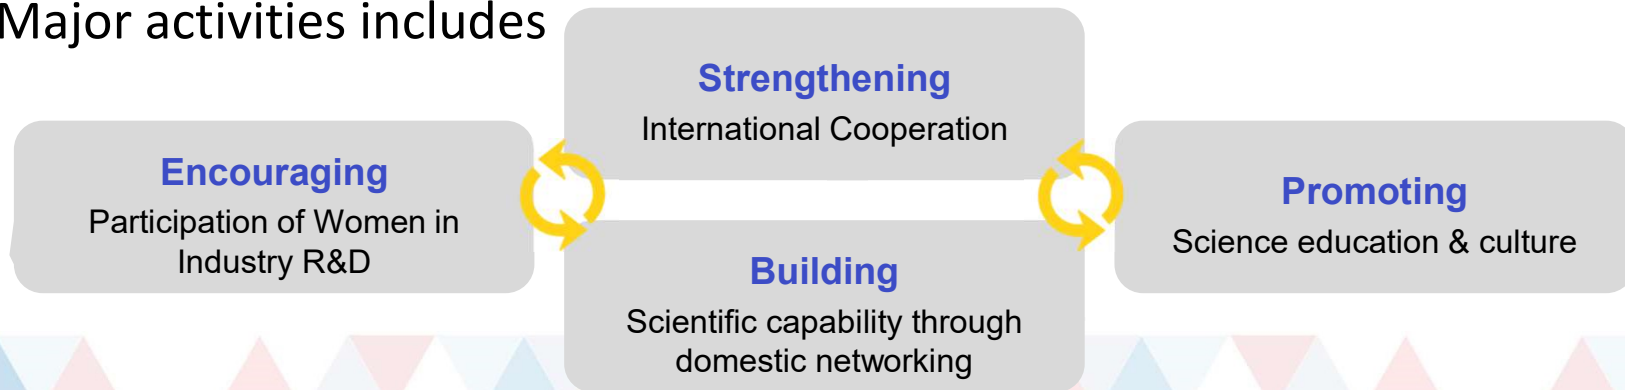 Major activities includes
Strengthening
International Cooperation
Encouraging
Participation of Women in
Industry R&D
Promoting
Science education & culture
Building
Scientific capability through
domestic networking